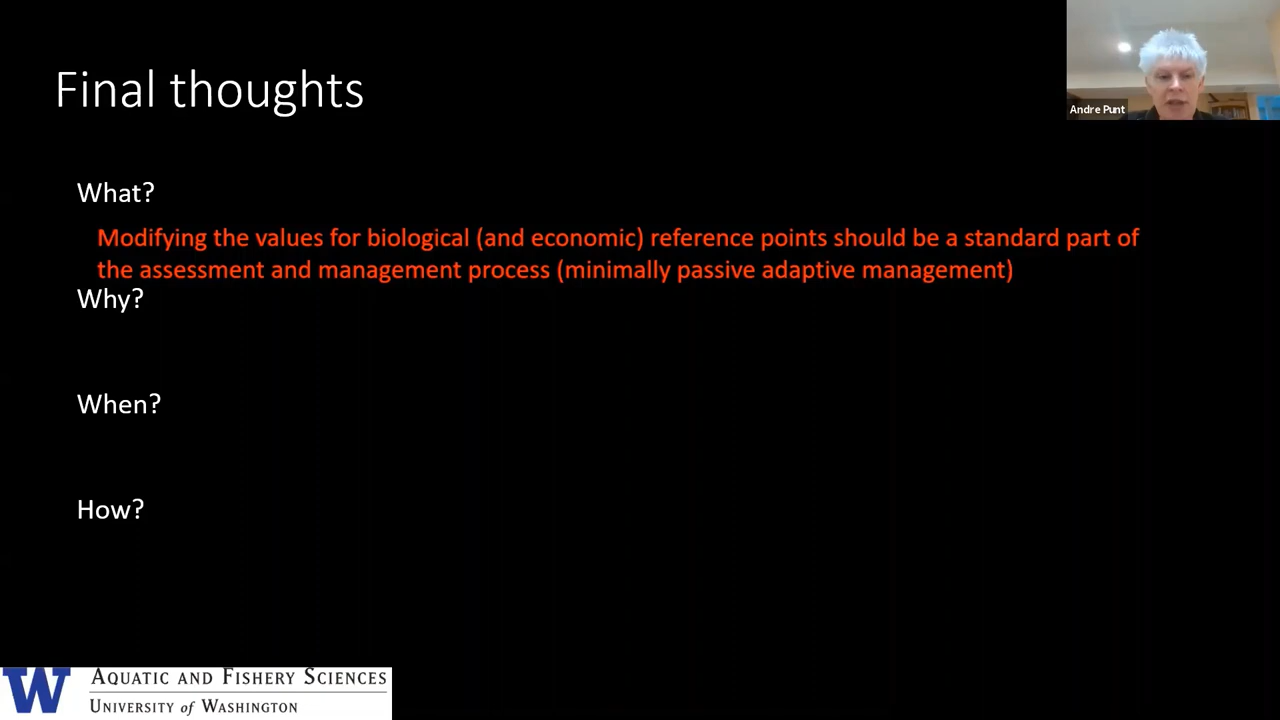 Final thoughts
Andre Punt
What?
Modifying the values for biological (and economic) reference points should be a standard part of
the assessment and management process (minimally passive adaptive management)
Why?
When?
How?
W
AQUATIC AND FISHERY SCIENCES
UNIVERSITY of WASHINGTON